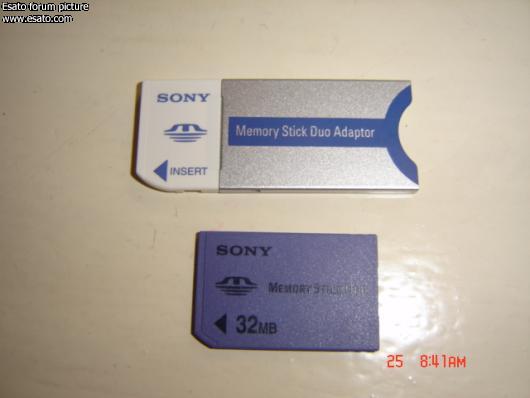 Esato forum picture
www.esato.com
SONY
Memory Stick Duo Adaptor
INSERT
SONY
MEMORY STICK
32MB
25 8:41AM